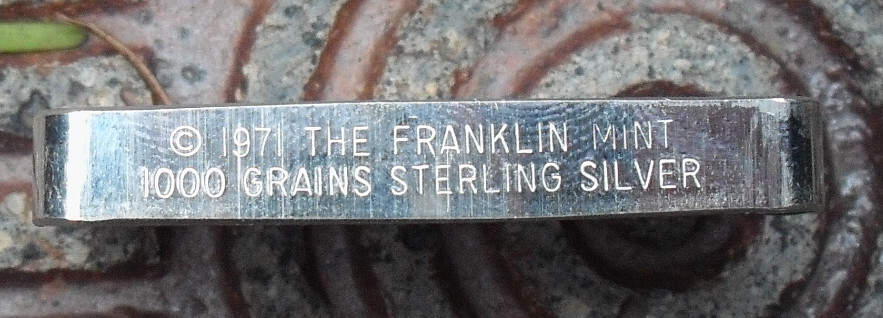 © 1971 THE FRANKLIN MINT
1000 GRAINS STERLING SILVER